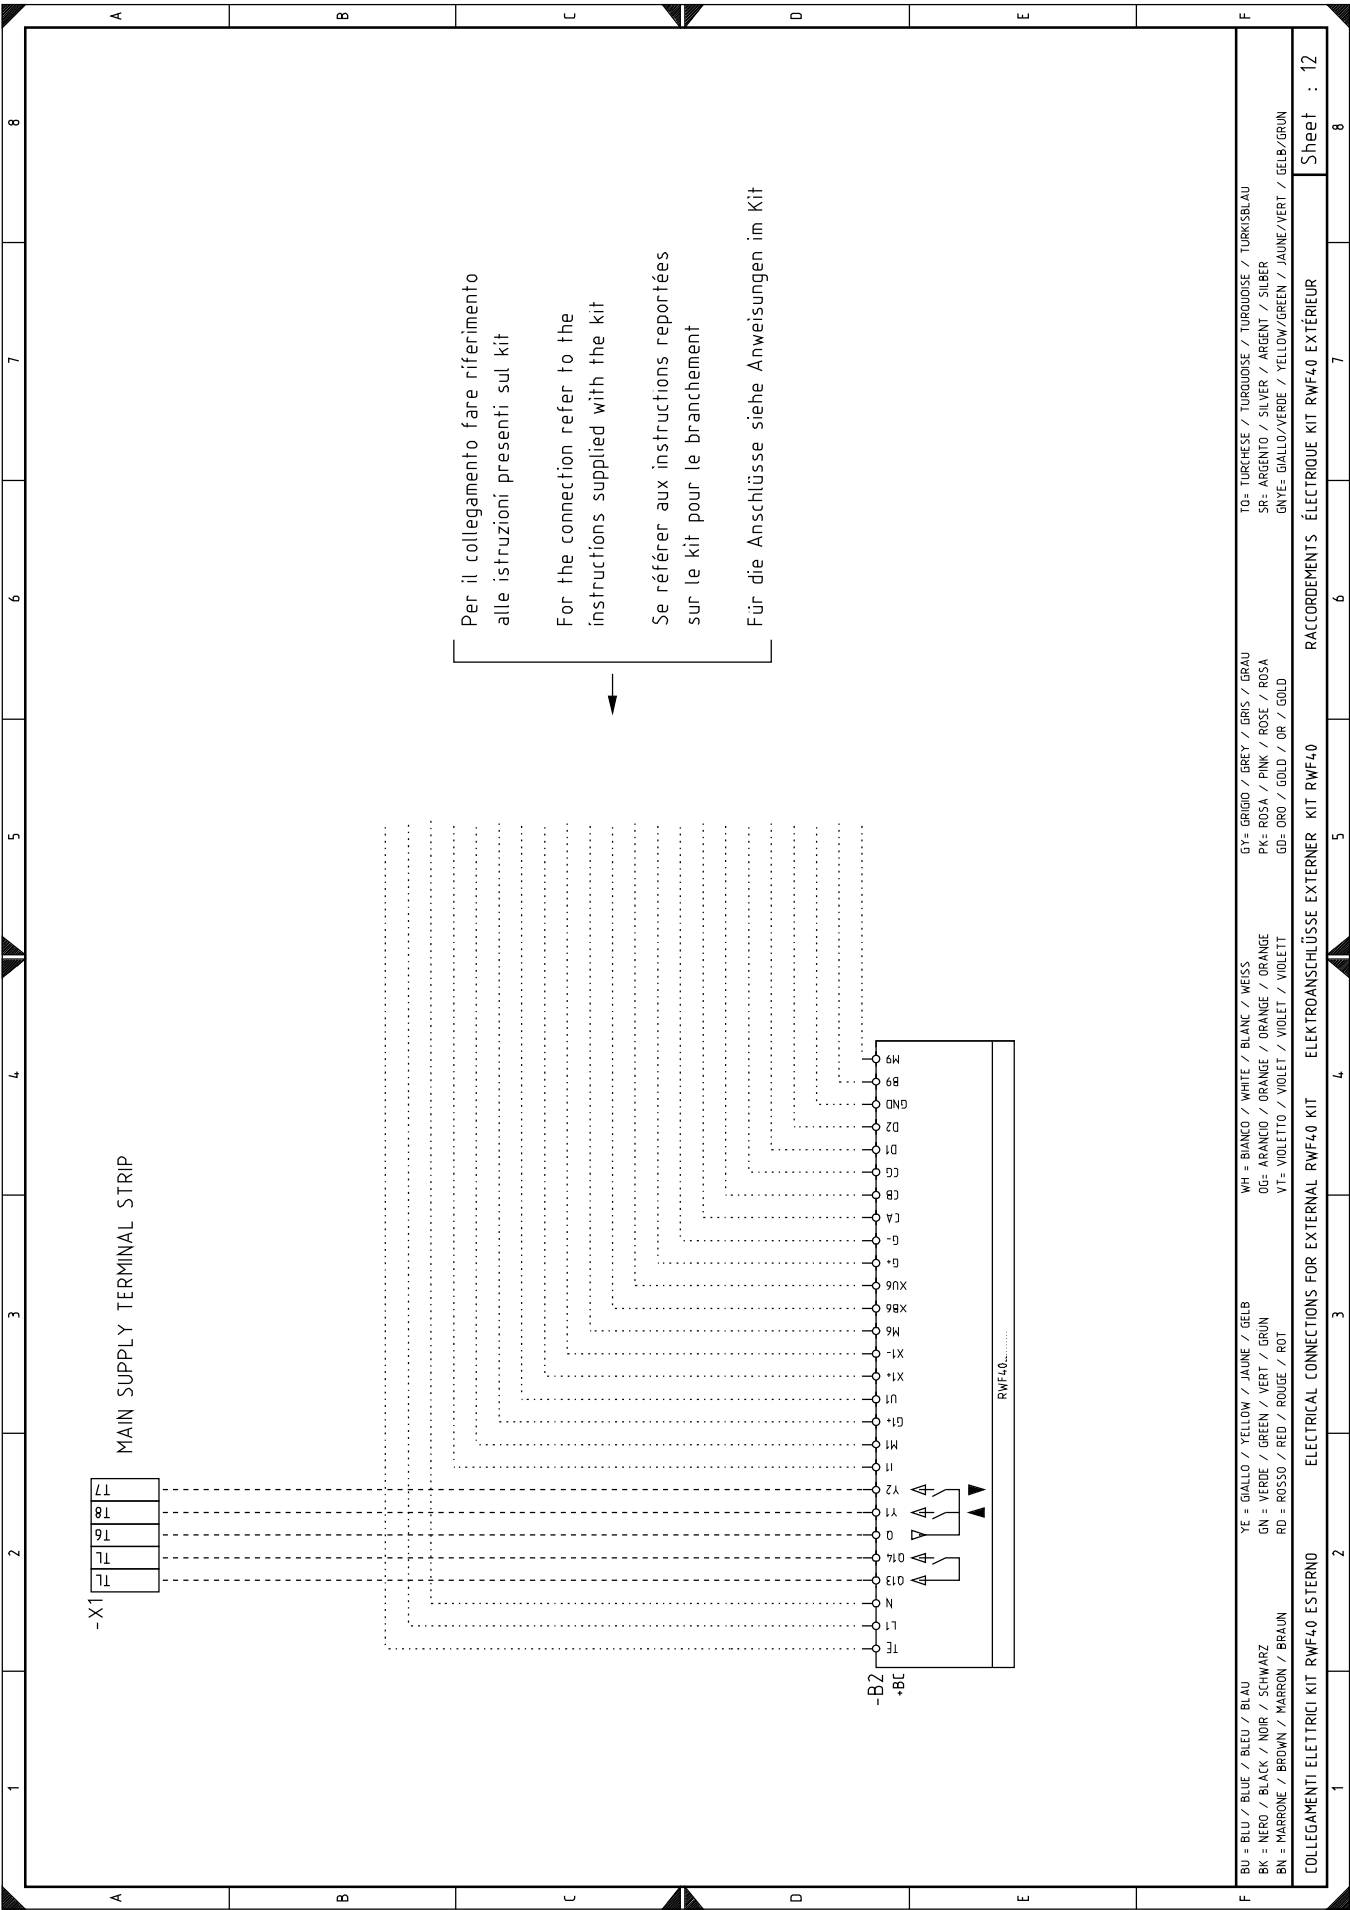 1 2 3 4 5 6 7 8
A
B
C
D
E
F
-X1
TL
TL
T6
T8
T7
MAIN SUPPLY TERMINAL STRIP
Per il collegamento fare riferimento
alle istruzioni presenti sul kit
For the connection refer to the
instructions supplied with the kit
Se référer aux instructions reportées
sur le kit pour le branchement
Für die Anschlüsse siehe Anweisungen im Kit
-B2
+BC
TE
L1
N
Q13
Q14
Q
Y1
Y2
I1
M1
G1+
U1
X1+
X1-
M6
XB6
XU6
G+
G-
CA
CB
CG
D1
D2
GND
B9
M9
RWF40.........
A
B
C
D
E
F
BU = BLU / BLUE / BLEU / BLAU
BK = NERO / BLACK / NOIR / SCHWARZ
BN = MARRONE / BROWN / MARRON / BRAUN
YE = GIALLO / YELLOW / JAUNE / GELB
GN = VERDE / GREEN / VERT / GRÜN
RD = ROSSO / RED / ROUGE / ROT
WH = BIANCO / WHITE / BLANC / WEISS
OG= ARANCIO / ORANGE / ORANGE / ORANGE
VT= VIOLETTO / VIOLET / VIOLET / VIOLETT
GY= GRIGIO / GREY / GRIS / GRAU
PK= ROSA / PINK / ROSE / ROSA
GD= ORO / GOLD / OR / GOLD
TQ= TURCHESE / TURQUOISE / TURQUOISE / TURKISBLAU
SR= ARGENTO / SILVER / ARGENT / SILBER
GNYE= GIALLO/VERDE / YELLOW/GREEN / JAUNE/VERT / GELB/GRUN
COLLEGAMENTI ELETTRICI KIT RWF40 ESTERNO ELECTRICAL CONNECTIONS FOR EXTERNAL RWF40 KIT ELEKTROANSCHLÜSSE EXTERNER KIT RWF40 RACCORDEMENTS ÉLECTRIQUE KIT RWF40 EXTÉRIEUR Sheet : 12
1 2 3 4 5 6 7 8